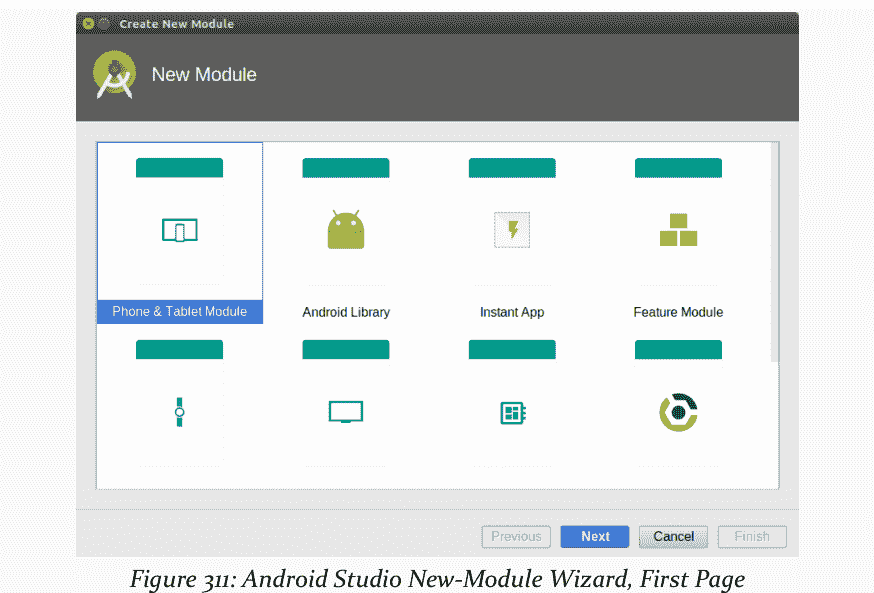 Create New Module
New Module
Phone & Tablet Module
Android Library
Instant App
Feature Module
Previous
Next
Cancel
Finish
Figure 311: Android Studio New-Module Wizard, First Page